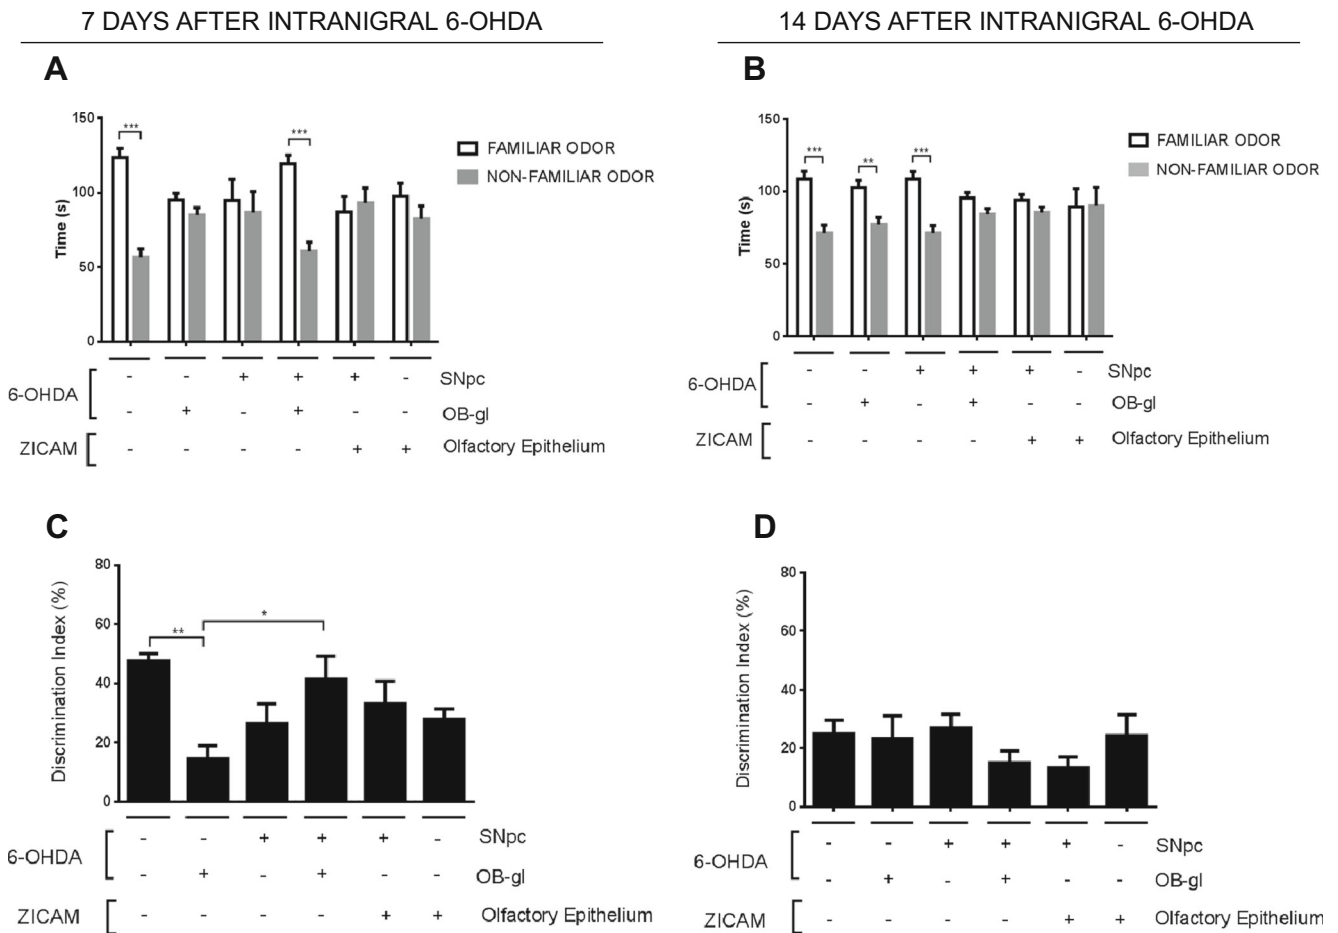 7 DAYS AFTER INTRANIGRAL 6-OHDA
14 DAYS AFTER INTRANIGRAL 6-OHDA
A
150
100
50
0
Time (s)
***
***
FAMILIAR ODOR
NON-FAMILIAR ODOR
6-OHDA
- - + + + - SNpc
- + - + - - OB-gl
ZICAM
- - - - + + Olfactory Epithelium
B
150
100
50
0
Time (s)
***
**
***
FAMILIAR ODOR
NON-FAMILIAR ODOR
6-OHDA
- - + + + - SNpc
- + - + - - OB-gl
ZICAM
- - - - + + Olfactory Epithelium
C
80
60
40
20
0
Discrimination Index (%)
**
*
6-OHDA
- - + + + - SNpc
- + - + - - OB-gl
ZICAM
- - - - + + Olfactory Epithelium
D
80
60
40
20
0
Discrimination Index (%)
6-OHDA
- - + + + - SNpc
- + - + - - OB-gl
ZICAM
- - - - + + Olfactory Epithelium